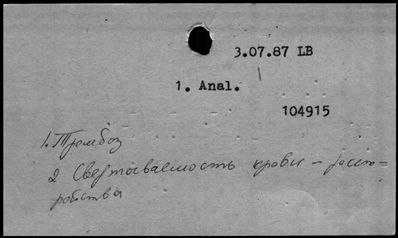 3.07.87 LB
1. Anal.
104915
1. Тромбоз
2 Свертываемость крови – расст-
ройства